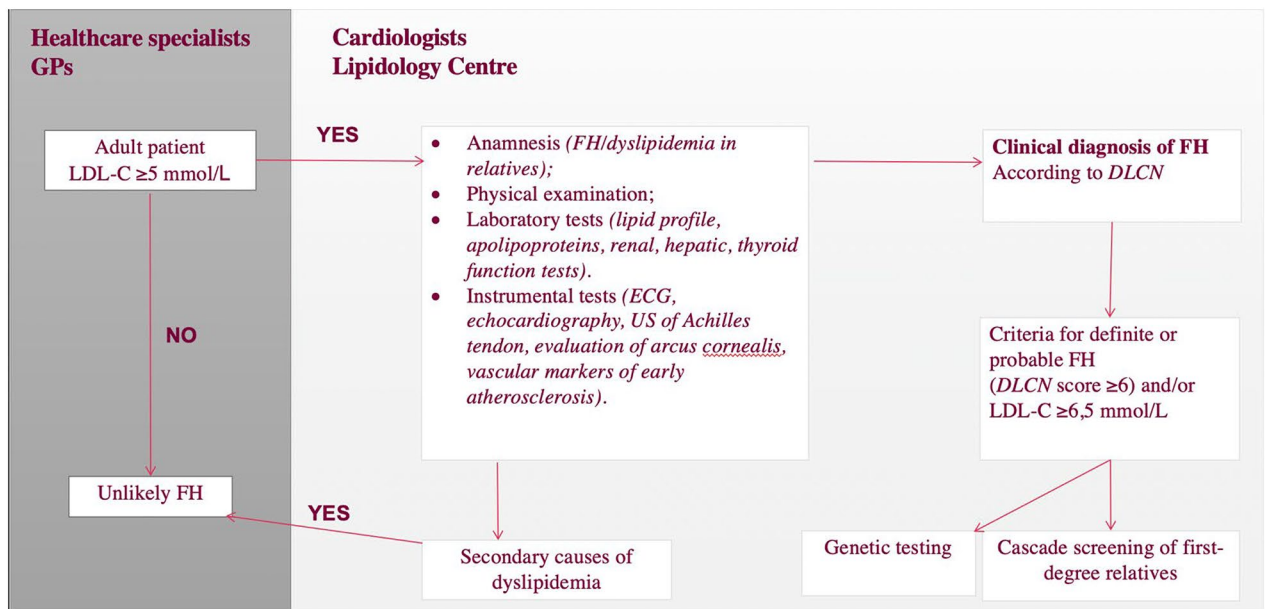 Healthcare specialists
GPs
Cardiologists
Lipidology Centre
Adult patient
LDL-C ≥5 mmol/L
YES
• Anamnesis (FH/dyslipidemia in
relatives);
• Physical examination;
• Laboratory tests (lipid profile,
apolipoproteins, renal, hepatic, thyroid
function tests).
• Instrumental tests (ECG,
echocardiography, US of Achilles
tendon, evaluation of arcus cornealis,
vascular markers of early
atherosclerosis).
Clinical diagnosis of FH
According to DLCN
NO
Criteria for definite or
probable FH
(DLCN score ≥6) and/or
LDL-C ≥6,5 mmol/L
Unlikely FH
YES
Secondary causes of
dyslipidemia
Genetic testing
Cascade screening of first-
degree relatives